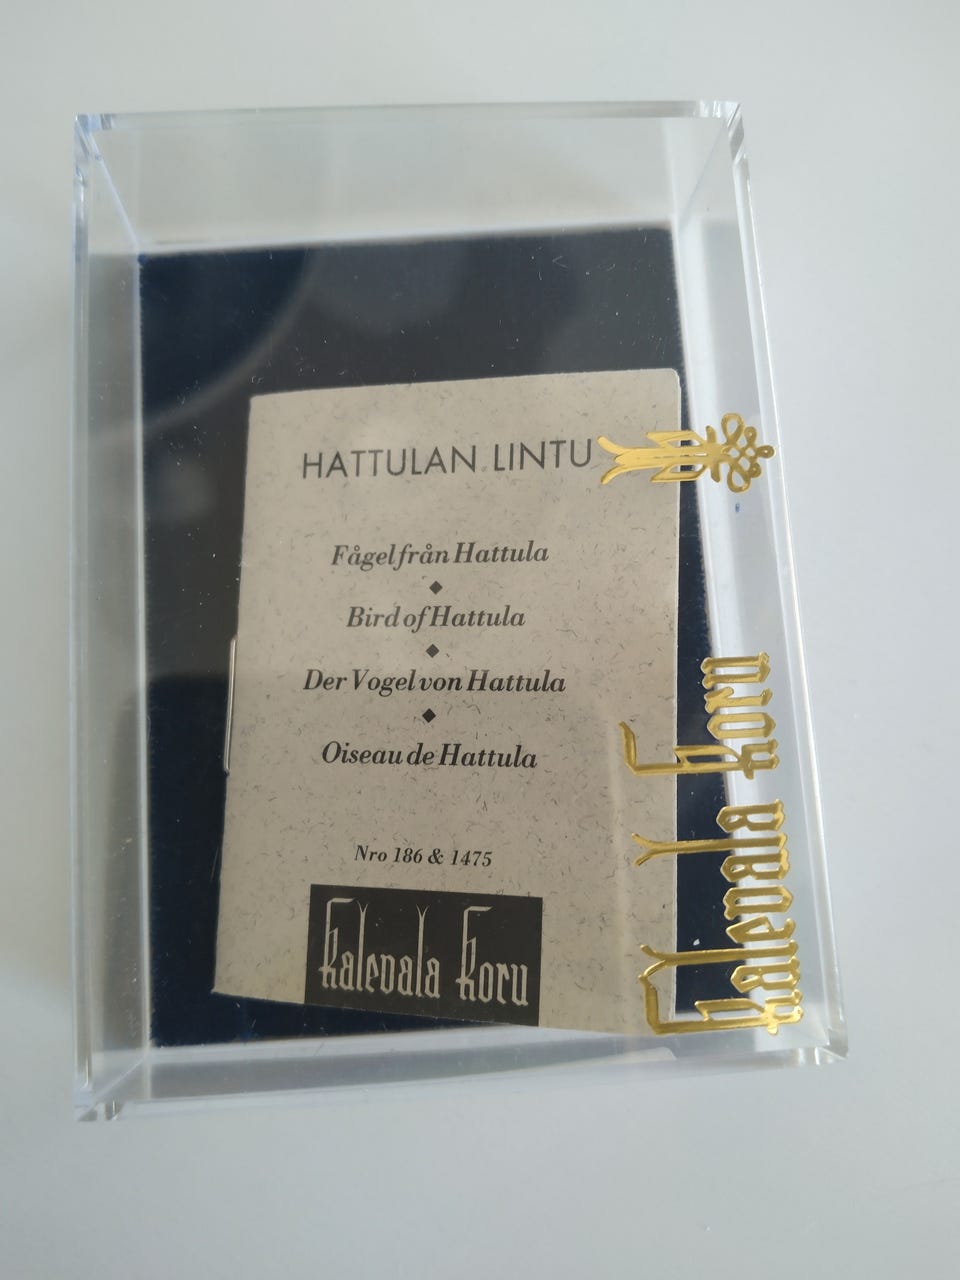 HATTULAN LINTU
Fågel från Hattula
Bird of Hattula
Der Vogel von Hattula
Oiseau de Hattula
Nro 186 & 1475
Kalevala Koru
Kalevala Koru